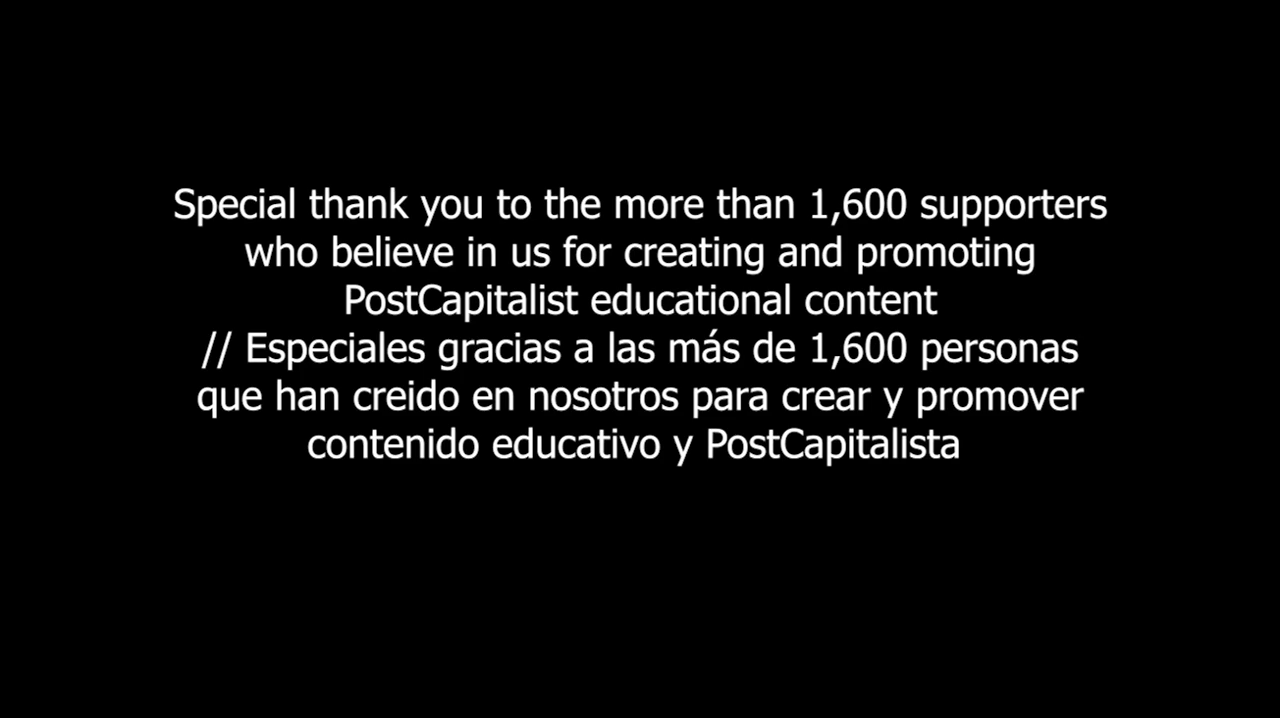 Special thank you to the more than 1,600 supporters
who believe in us for creating and promoting
PostCapitalist educational content
// Especiales gracias a las más de 1,600 personas
que han creido en nosotros para crear y promover
contenido educativo y PostCapitalista